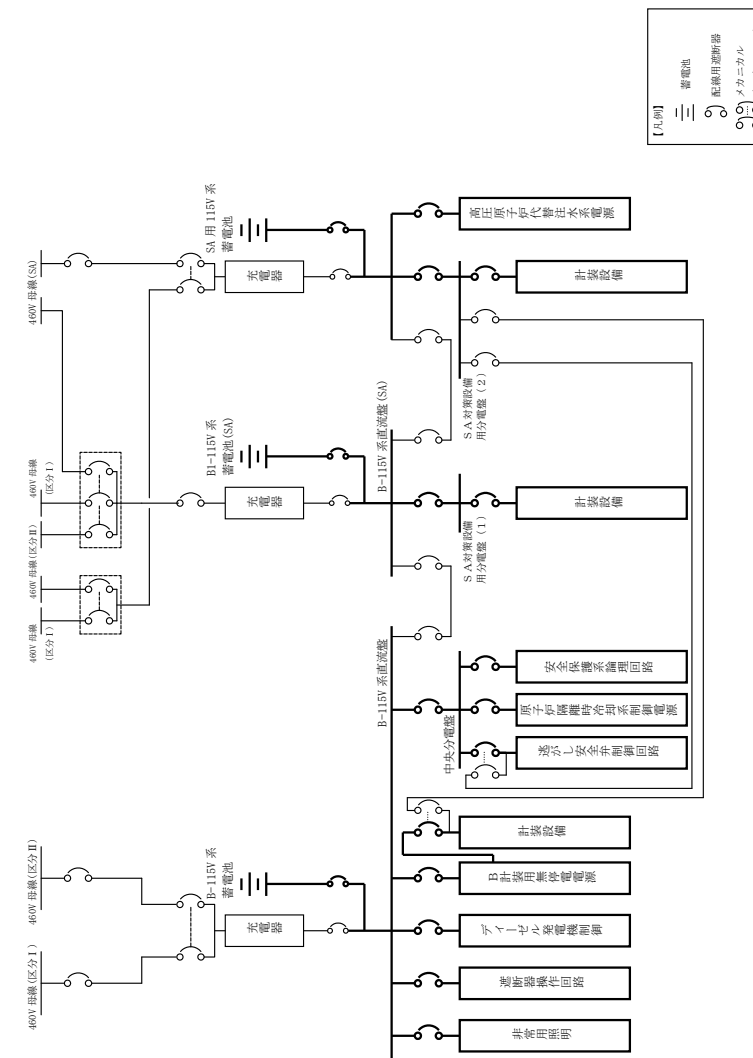 【凡例】
蓄電池
配線用遮断器
メカニカル
460V 母線(SA)
460V 母線
(区分Ⅰ)
460V 母線(区分Ⅱ)
460V 母線
460V 母線
(区分Ⅰ)
460V 母線(区分Ⅱ)
460V 母線(区分Ⅰ)
SA 用 115V 系
蓄電池
充電器
B1-115V 系
蓄電池(SA)
充電器
B-115V 系
蓄電池
充電器
B-115V 系直流盤(SA)
B-115V 系直流盤
SA対策設備
用分電盤(2)
SA対策設備
用分電盤(1)
中央分電盤
高圧原子炉代替注水系電源
計装設備
計装設備
安全保護系論理回路
原子炉隔離時冷却系制御電源
逃がし安全弁制御回路
計装設備
B計装用無停電電源
ディーゼル発電機制御
遮断器操作回路
非常用照明